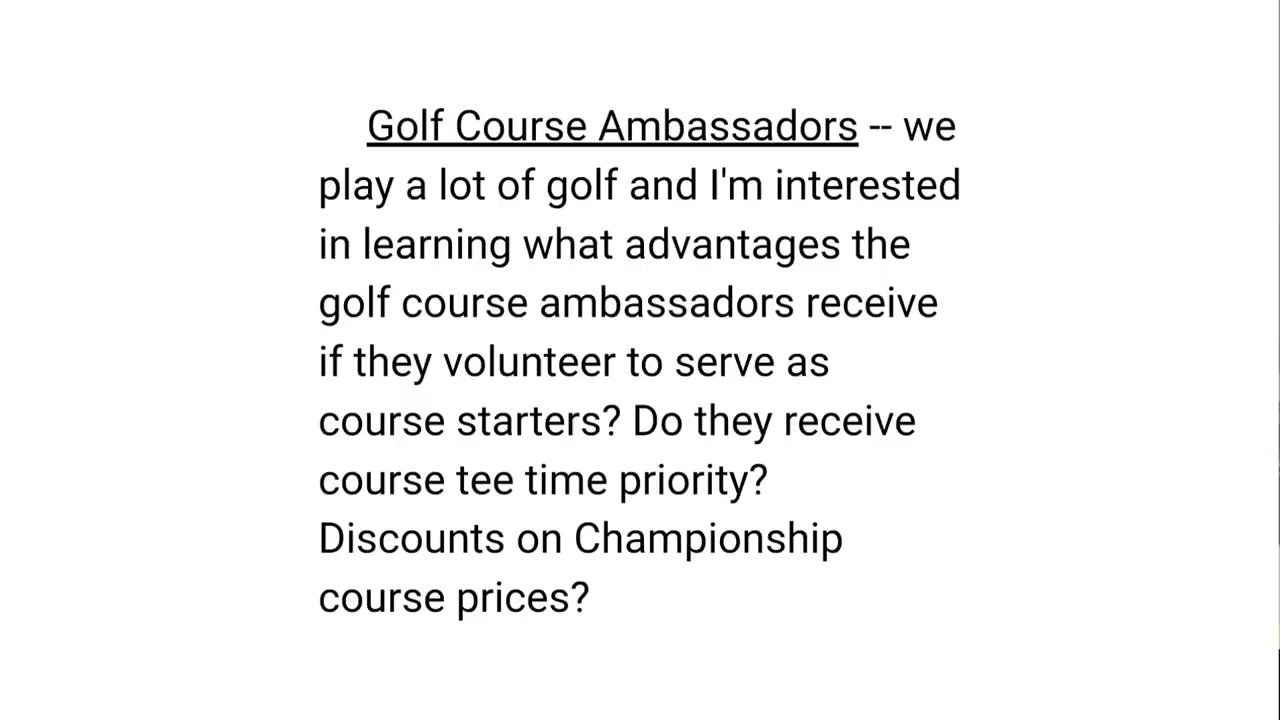 Golf Course Ambassadors -- we
play a lot of golf and I'm interested
in learning what advantages the
golf course ambassadors receive
if they volunteer to serve as
course starters? Do they receive
course tee time priority?
Discounts on Championship
course prices?